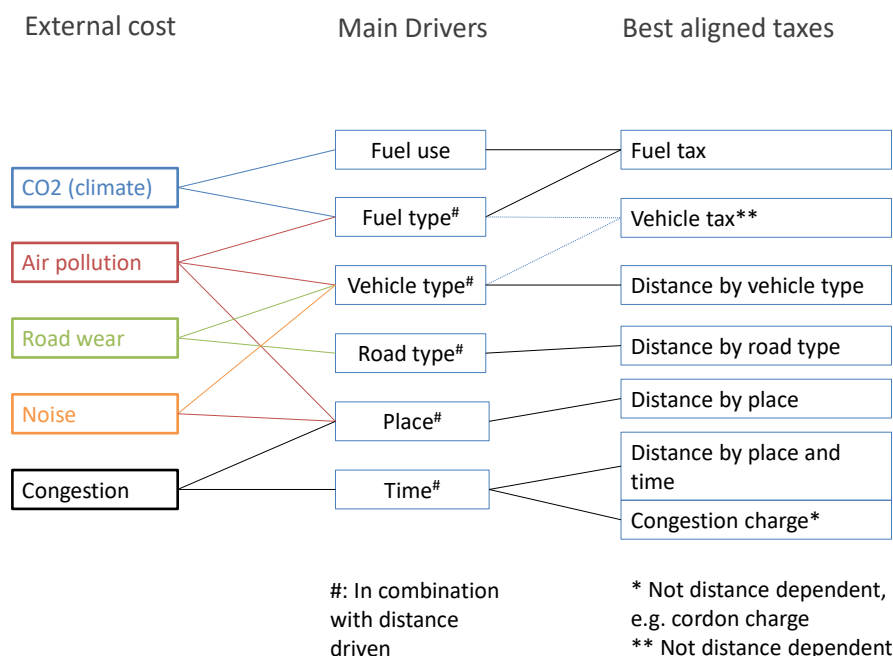 External cost
Main Drivers
Best aligned taxes
CO2 (climate)
Air pollution
Road wear
Noise
Congestion
Fuel use
Fuel type#
Vehicle type#
Road type#
Place#
Time#
Fuel tax
Vehicle tax**
Distance by vehicle type
Distance by road type
Distance by place
Distance by place and
time
Congestion charge*
#: In combination
with distance
driven
* Not distance dependent,
e.g. cordon charge
** Not distance dependent